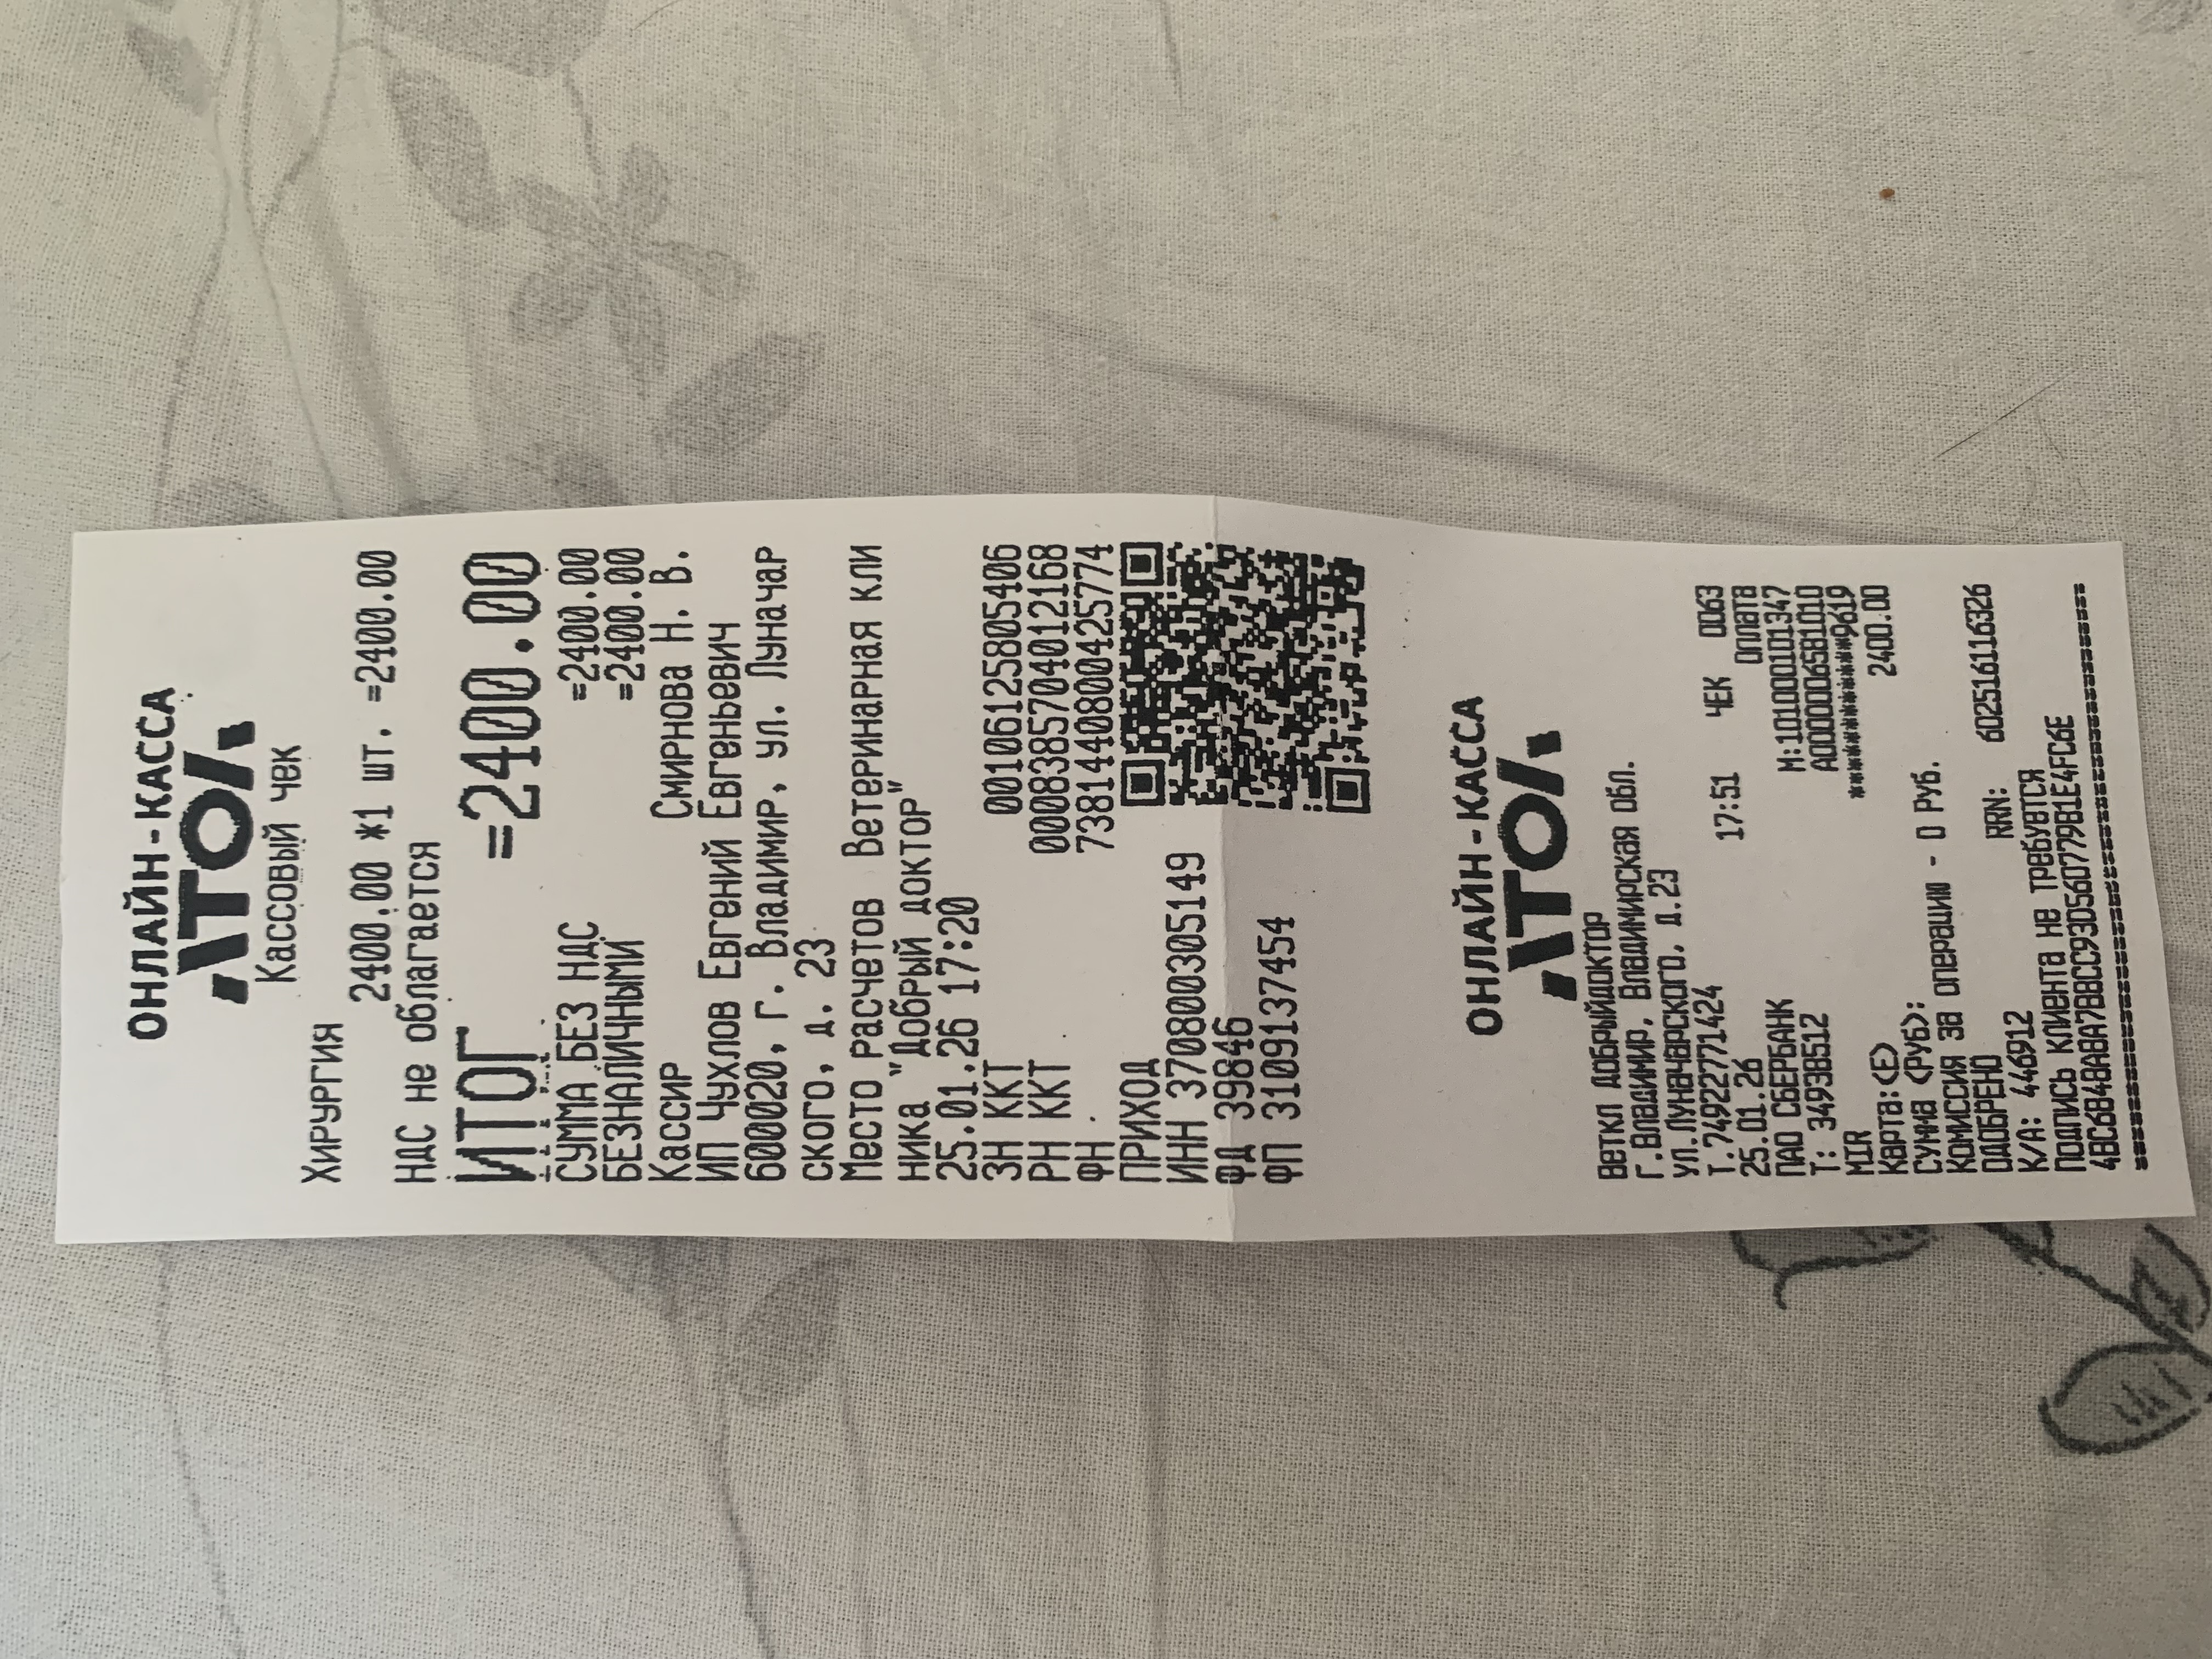 ОНЛАЙН-КАССА
АТОЛ
Кассовый чек
ХИРУРГИЯ
2400.00 *1 шт. =2400.00
НДС не облагается
ИТОГ =2400.00
СУММА БЕЗ НДС =2400.00
БЕЗНАЛИЧНЫМИ =2400.00
Кассир Смирнова Н. В.
ИП Чухлов Евгений Евгеньевич
600020, г. Владимир, ул. Луначар
ского, д. 23
Место расчетов Ветеринарная кли
ника "Добрый доктор"
25.01.26 17:20
ЗН ККТ 00106125805406
РН ККТ 0008385704012168
ФН 7381440800425774
ПРИХОД
ИНН 370800305149
ФД 39846
ФП 3109137454
ОНЛАЙН-КАССА
АТОЛ
ВЕТКЛ ДОБРЫЙДОКТОР
Г.Владимир, Владимирская обл.
ул.Луначарского, д.23
Т.74922771424
25.01.26 17:51 ЧЕК 0063
ПАО СБЕРБАНК Оплата
Т: 34938512 М:101000101347
MIR A0000001658101​0
Карта:(E) ************9619
Сумма (Руб): 2400.00
Комиссия за операцию - 0 Руб.
ОДОБРЕНО
К/А: 446912 RRN: 602516116326
Подпись клиента не требуется
4BC6B4BABA7BBCC93D56D779B1E4FC6E
================================